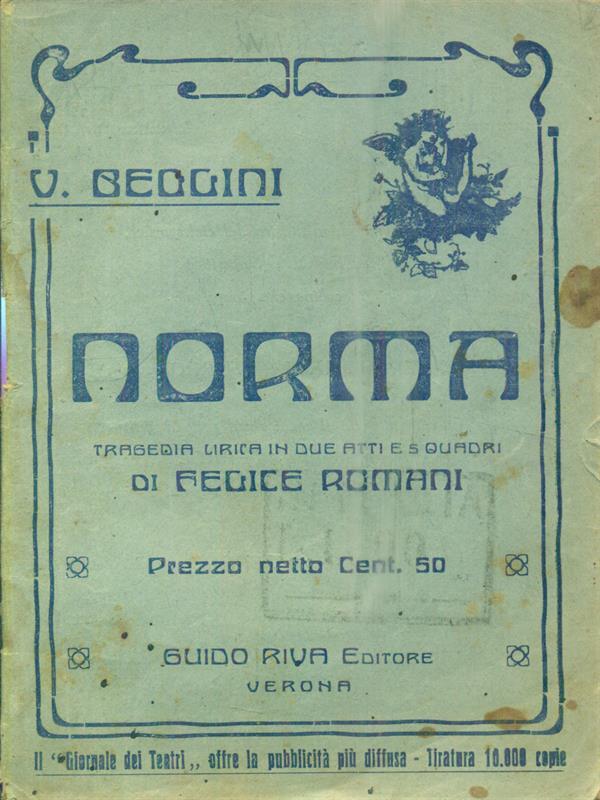 V. BELLINI
NORMA
TRAGEDIA LIRICA IN DUE ATTI E 5 QUADRI
DI FELICE ROMANI
Prezzo netto Cent. 50
GUIDO RIVA EDITORE
VERONA
Il "Giornale dei Teatri,, offre la pubblicità più diffusa - Tiratura 10.000 copie